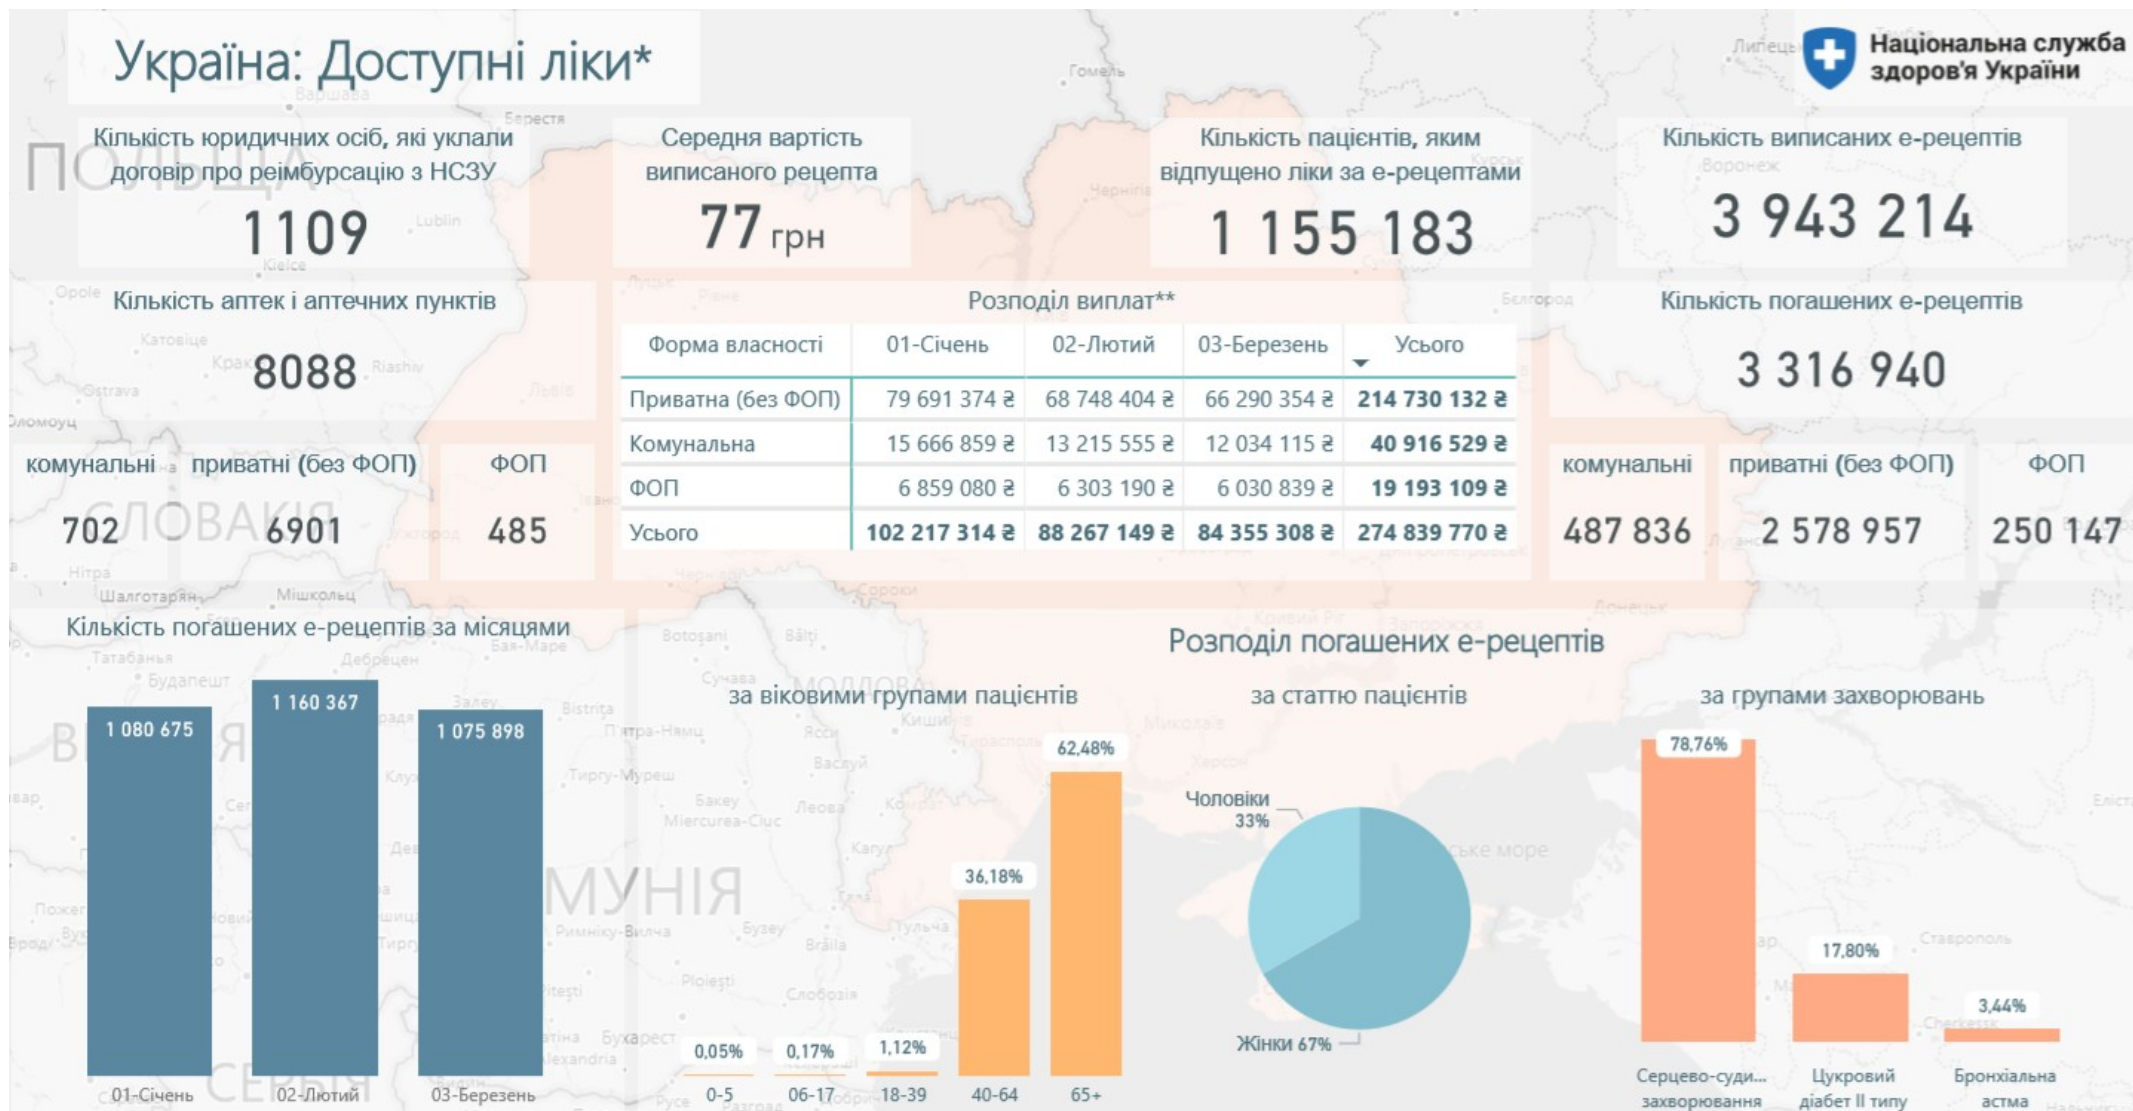 Україна: Доступні ліки*
Національна служба
здоров'я України
Кількість юридичних осіб, які уклали
договір про реімбурсацію з НСЗУ
1109
Середня вартість
виписаного рецепта
77 грн
Кількість пацієнтів, яким
відпущено ліки за е-рецептами
1 155 183
Кількість виписаних е-рецептів
3 943 214
Кількість аптек і аптечних пунктів
8088
комунальні
702
приватні (без ФОП)
6901
ФОП
485
Розподіл виплат**
Форма власності 01-Січень 02-Лютий 03-Березень Усього
Приватна (без ФОП) 79 691 374 ₴ 68 748 404 ₴ 66 290 354 ₴ 214 730 132 ₴
Комунальна 15 666 859 ₴ 13 215 555 ₴ 12 034 115 ₴ 40 916 529 ₴
ФОП 6 859 080 ₴ 6 303 190 ₴ 6 030 839 ₴ 19 193 109 ₴
Усього 102 217 314 ₴ 88 267 149 ₴ 84 355 308 ₴ 274 839 770 ₴
Кількість погашених е-рецептів
3 316 940
комунальні
487 836
приватні (без ФОП)
2 578 957
ФОП
250 147
Кількість погашених е-рецептів за місяцями
1 080 675
1 160 367
1 075 898
01-Січень
02-Лютий
03-Березень
Розподіл погашених е-рецептів
за віковими групами пацієнтів
0,05%
0,17%
1,12%
36,18%
62,48%
0-5
06-17
18-39
40-64
65+
за статтю пацієнтів
Чоловіки
33%
Жінки 67%
за групами захворювань
78,76%
17,80%
3,44%
Серцево-суди...
захворювання
Цукровий
діабет II типу
Бронхіальна
астма